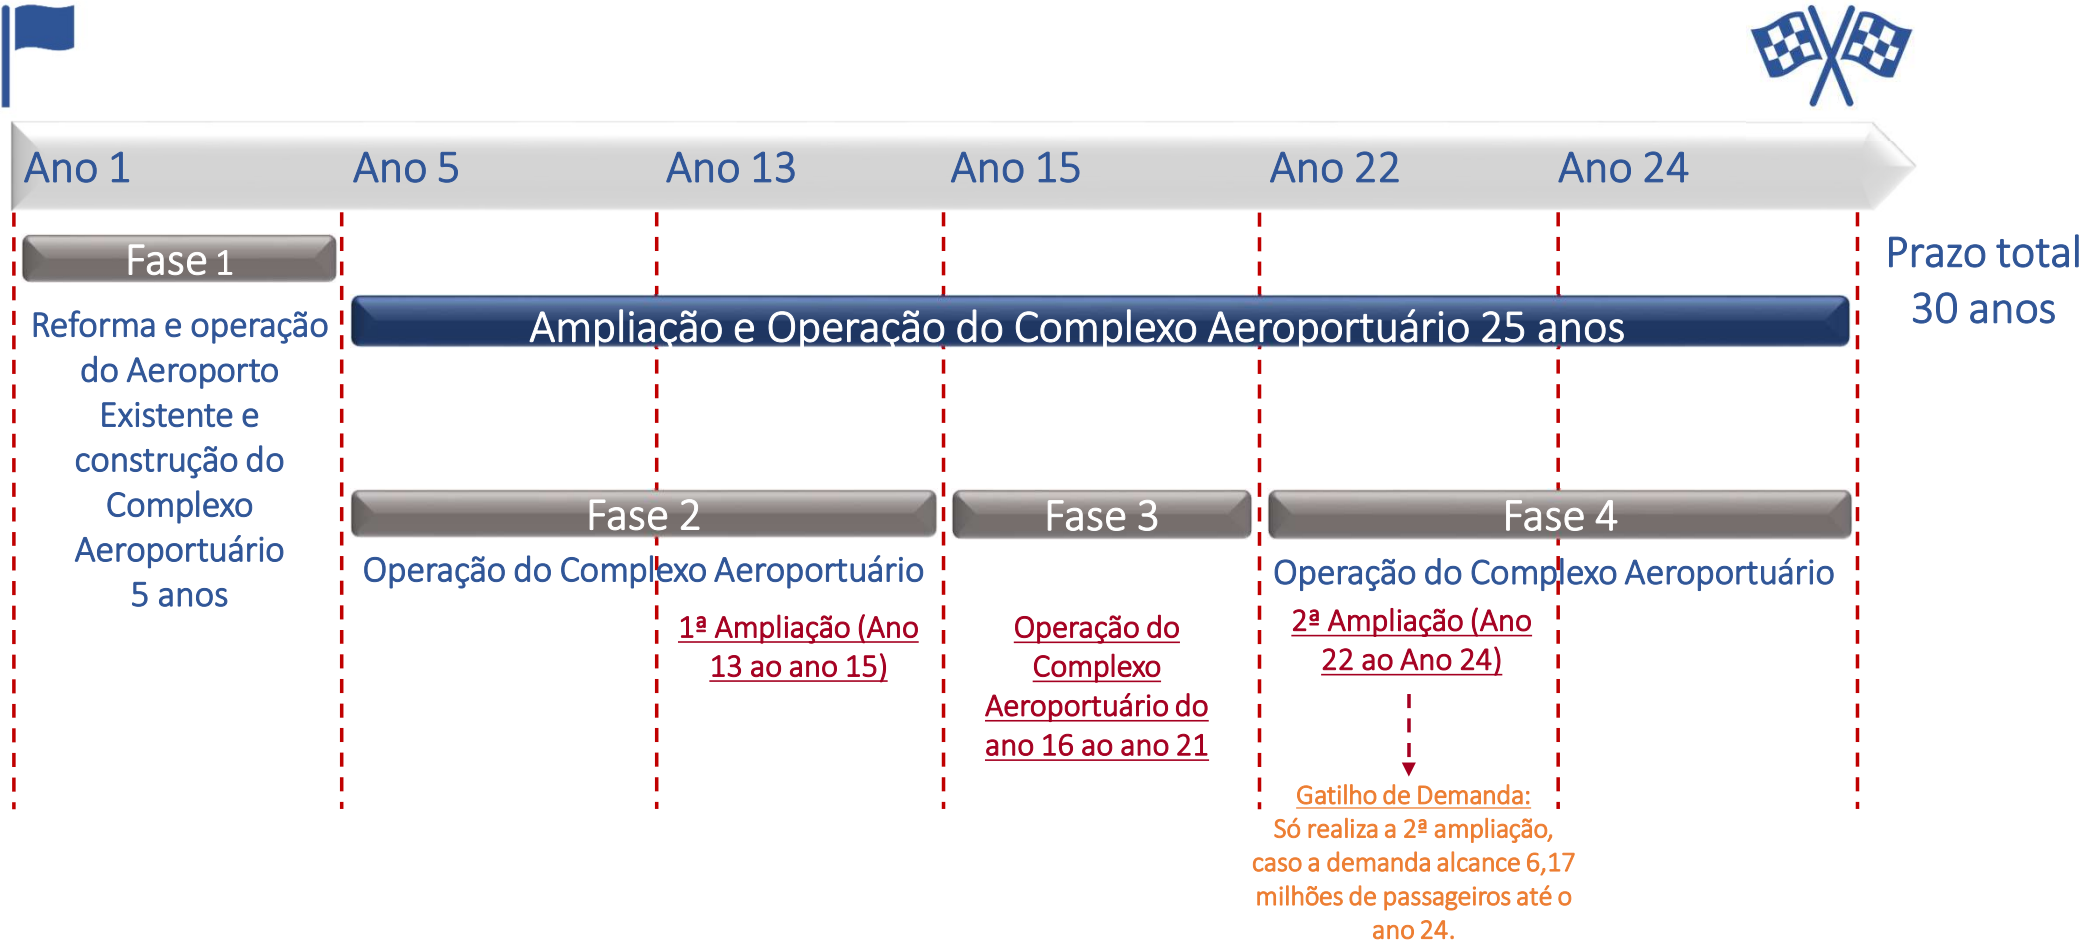 Ano 1
Ano 5
Ano 13
Ano 15
Ano 22
Ano 24
Prazo total
30 anos
Fase 1
Reforma e operação
do Aeroporto
Existente e
construção do
Complexo
Aeroportuário
5 anos
Ampliação e Operação do Complexo Aeroportuário 25 anos
Fase 2
Operação do Complexo Aeroportuário
1ª Ampliação (Ano
13 ao ano 15)
Fase 3
Operação do
Complexo
Aeroportuário do
ano 16 ao ano 21
Fase 4
Operação do Complexo Aeroportuário
2ª Ampliação (Ano
22 ao Ano 24)
Gatilho de Demanda:
Só realiza a 2ª ampliação,
caso a demanda alcance 6,17
milhões de passageiros até o
ano 24.